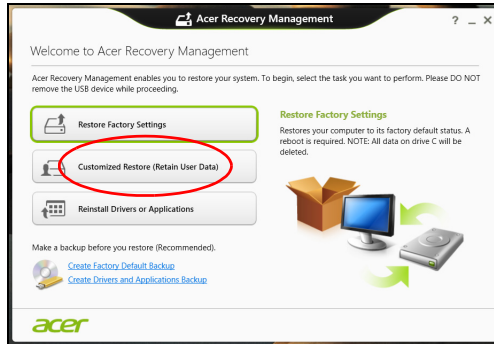 Acer Recovery Management
? _ X
Welcome to Acer Recovery Management
Acer Recovery Management enables you to restore your system. To begin, select the task you want to perform. Please DO NOT
remove the USB device while proceeding.
Restore Factory Settings
Customized Restore (Retain User Data)
Reinstall Drivers or Applications
Restore Factory Settings
Restores your computer to its factory default status. A
reboot is required. NOTE: All data on drive C will be
deleted.
Make a backup before you restore (Recommended).
Create Factory Default Backup
Create Drivers and Applications Backup
acer